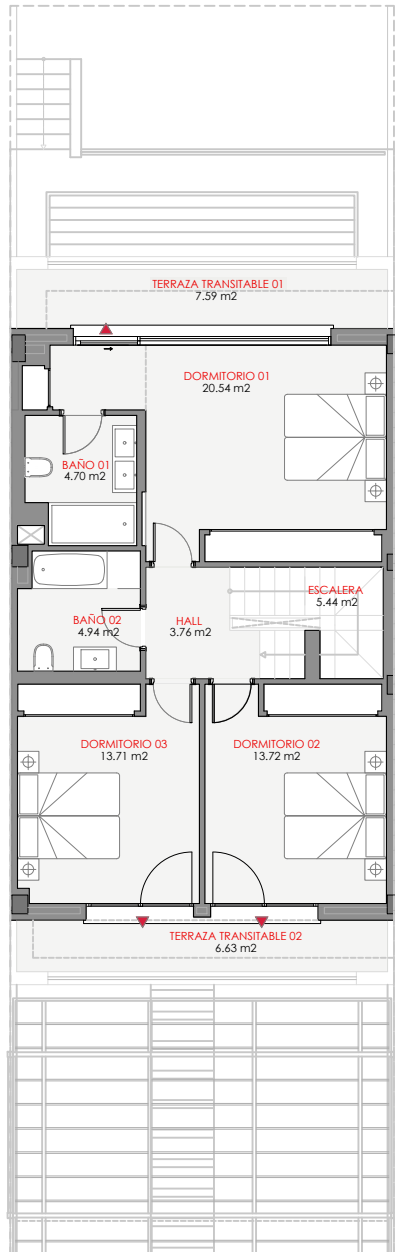 TERRAZA TRANSITABLE 01
7.59 m2
DORMITORIO 01
20.54 m2
BAÑO 01
4.70 m2
ESCALERA
5.44 m2
BAÑO 02
4.94 m2
HALL
3.76 m2
DORMITORIO 03
13.71 m2
DORMITORIO 02
13.72 m2
TERRAZA TRANSITABLE 02
6.63 m2